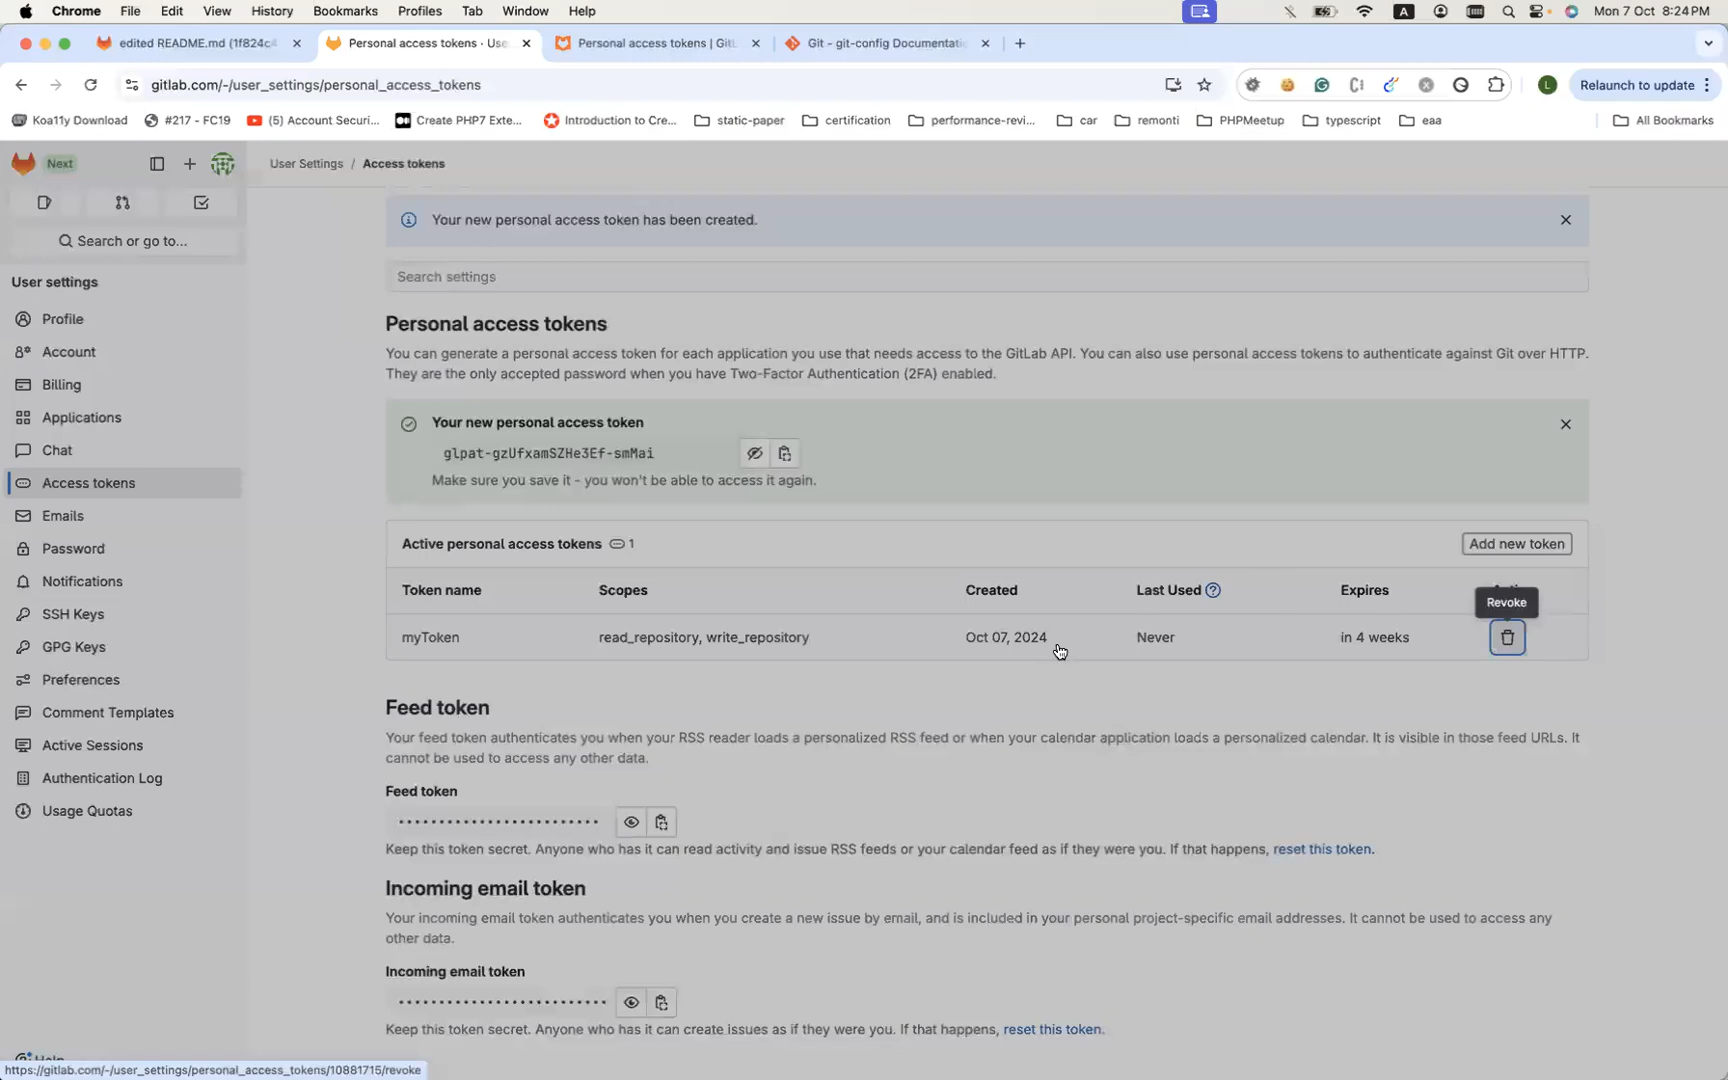 Chrome File Edit View History Bookmarks Profiles Tab Window Help A Mon 7 Oct 8:24 PM
edited README.md (1f824c4 Personal access tokens · Use Personal access tokens | GitL Git - git-config Documentati
gitlab.com/-/user_settings/personal_access_tokens L Relaunch to update
Koa11y Download #217 - FC19 (5) Account Securi... Create PHP7 Exte... Introduction to Cre... static-paper certification performance-revi... car remonti PHPMeetup typescript eaa All Bookmarks
Next User Settings / Access tokens
Your new personal access token has been created.
Search or go to...
Search settings
User settings
Profile
Account
Billing
Applications
Chat
Access tokens
Emails
Password
Notifications
SSH Keys
GPG Keys
Preferences
Comment Templates
Active Sessions
Authentication Log
Usage Quotas
Help
Personal access tokens
You can generate a personal access token for each application you use that needs access to the GitLab API. You can also use personal access tokens to authenticate against Git over HTTP.
They are the only accepted password when you have Two-Factor Authentication (2FA) enabled.
Your new personal access token
glpat-gzUfxamSZHe3Ef-smMai
Make sure you save it - you won't be able to access it again.
Active personal access tokens 1 Add new token
Token name Scopes Created Last Used Expires
Revoke
myToken read_repository, write_repository Oct 07, 2024 Never in 4 weeks
Feed token
Your feed token authenticates you when your RSS reader loads a personalized RSS feed or when your calendar application loads a personalized calendar. It is visible in those feed URLs. It
cannot be used to access any other data.
Feed token
Keep this token secret. Anyone who has it can read activity and issue RSS feeds or your calendar feed as if they were you. If that happens, reset this token.
Incoming email token
Your incoming email token authenticates you when you create a new issue by email, and is included in your personal project-specific email addresses. It cannot be used to access any
other data.
Incoming email token
Keep this token secret. Anyone who has it can create issues as if they were you. If that happens, reset this token.
https://gitlab.com/-/user_settings/personal_access_tokens/10881715/revoke